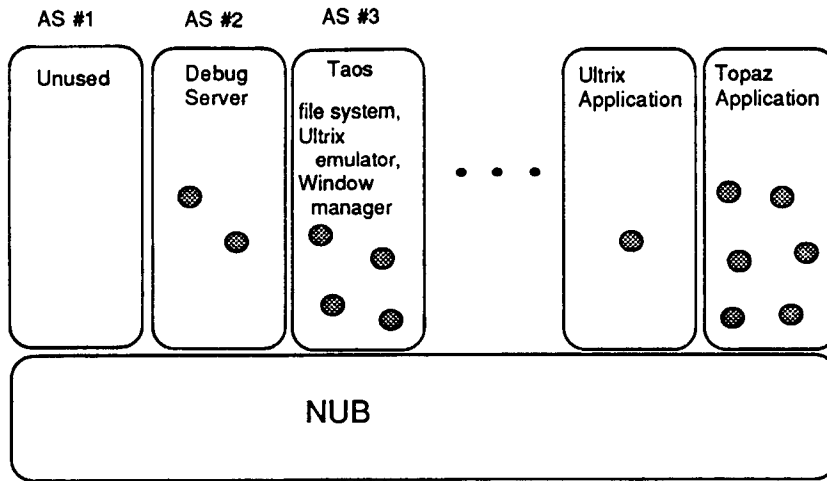 AS #1
AS #2
AS #3
Unused
Debug
Server
Taos
file system,
Ultrix
emulator,
Window
manager
Ultrix
Application
Topaz
Application
NUB